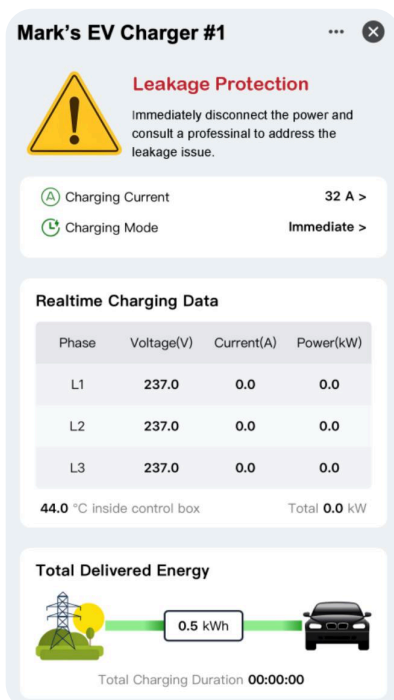 Mark's EV Charger #1
Leakage Protection
Immediately disconnect the power and
consult a professinal to address the
leakage issue.
Charging Current 32 A >
Charging Mode Immediate >
Realtime Charging Data
Phase Voltage(V) Current(A) Power(kW)
L1 237.0 0.0 0.0
L2 237.0 0.0 0.0
L3 237.0 0.0 0.0
44.0 °C inside control box Total 0.0 kW
Total Delivered Energy
0.5 kWh
Total Charging Duration 00:00:00